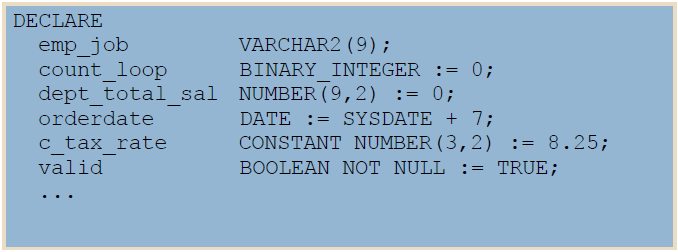 DECLARE
emp_job VARCHAR2(9);
count_loop BINARY_INTEGER := 0;
dept_total_sal NUMBER(9,2) := 0;
orderdate DATE := SYSDATE + 7;
c_tax_rate CONSTANT NUMBER(3,2) := 8.25;
valid BOOLEAN NOT NULL := TRUE;
...